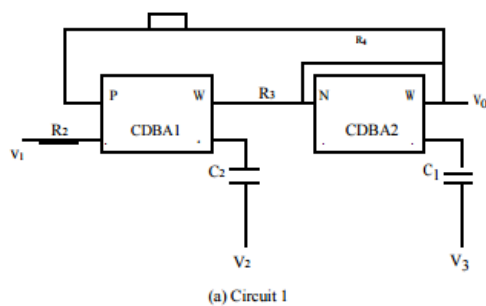 R4
P W R3 N W V0
R2 CDBA1 CDBA2
V1
C2 C1
V2 V3
(a) Circuit 1